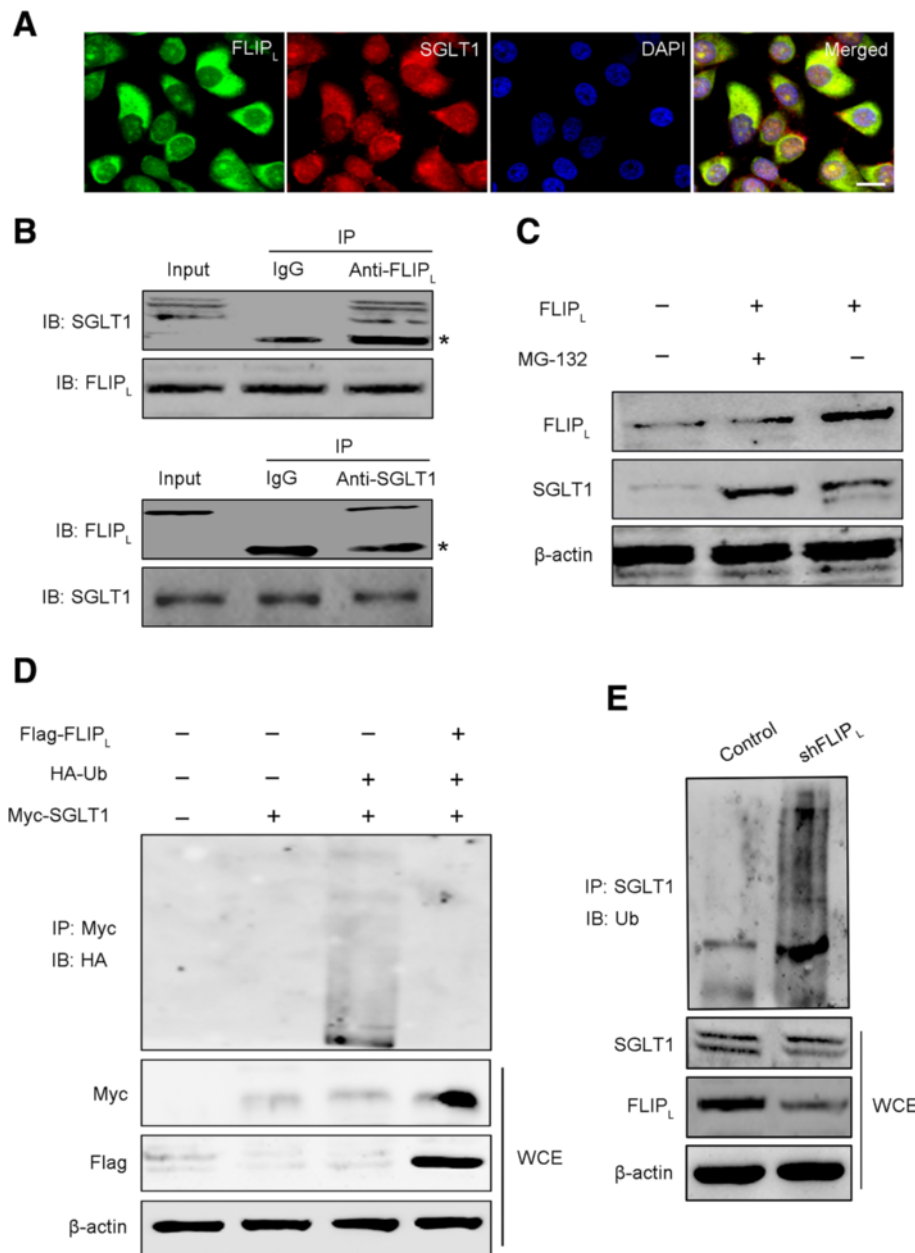 A
FLIPL SGLT1 DAPI Merged
B
IP
Input IgG Anti-FLIPL
IB: SGLT1 *
IB: FLIPL
IP
Input IgG Anti-SGLT1
IB: FLIPL *
IB: SGLT1
C
FLIPL – + +
MG-132 – + –
FLIPL
SGLT1
β-actin
D
Flag-FLIPL – – – +
HA-Ub – – + +
Myc-SGLT1 – + + +
IP: Myc
IB: HA
Myc
Flag
β-actin
WCE
E
Control shFLIPL
IP: SGLT1
IB: Ub
SGLT1
FLIPL
β-actin
WCE